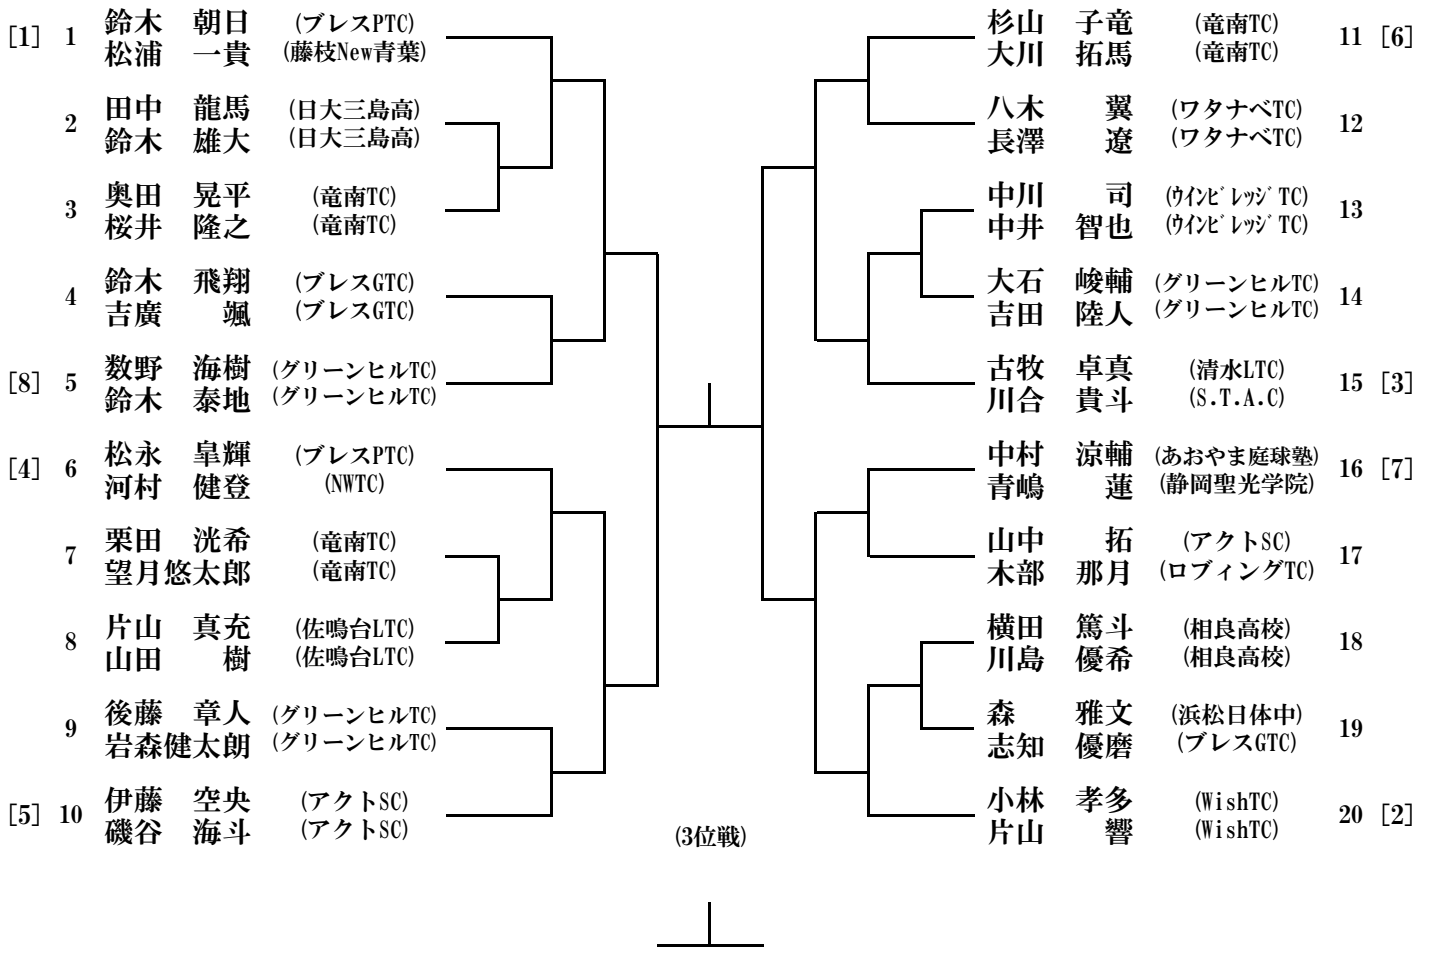 [1] 1 鈴木 朝日 (ブレスPTC)
松浦 一貴 (藤枝New青葉)
2 田中 龍馬 (日大三島高)
鈴木 雄大 (日大三島高)
3 奥田 晃平 (竜南TC)
桜井 隆之 (竜南TC)
4 鈴木 飛翔 (ブレスGTC)
吉廣 颯 (ブレスGTC)
[8] 5 数野 海樹 (グリーンヒルTC)
鈴木 泰地 (グリーンヒルTC)
[4] 6 松永 皐輝 (ブレスPTC)
河村 健登 (NWTC)
7 栗田 洸希 (竜南TC)
望月悠太郎 (竜南TC)
8 片山 真充 (佐鳴台LTC)
山田 樹 (佐鳴台LTC)
9 後藤 章人 (グリーンヒルTC)
岩森健太朗 (グリーンヒルTC)
[5] 10 伊藤 空央 (アクトSC)
磯谷 海斗 (アクトSC)
杉山 子竜 (竜南TC) 11 [6]
大川 拓馬 (竜南TC)
八木 翼 (ワタナベTC) 12
長澤 遼 (ワタナベTC)
中川 司 (ウインビレッジTC) 13
中井 智也 (ウインビレッジTC)
大石 峻輔 (グリーンヒルTC) 14
吉田 陸人 (グリーンヒルTC)
古牧 卓真 (清水LTC) 15 [3]
川合 貴斗 (S.T.A.C)
中村 涼輔 (あおやま庭球塾) 16 [7]
青嶋 蓮 (静岡聖光学院)
山中 拓 (アクトSC) 17
木部 那月 (ロブィングTC)
横田 篤斗 (相良高校) 18
川島 優希 (相良高校)
森 雅文 (浜松日体中) 19
志知 優磨 (ブレスGTC)
小林 孝多 (WishTC) 20 [2]
片山 響 (WishTC)
(3位戦)